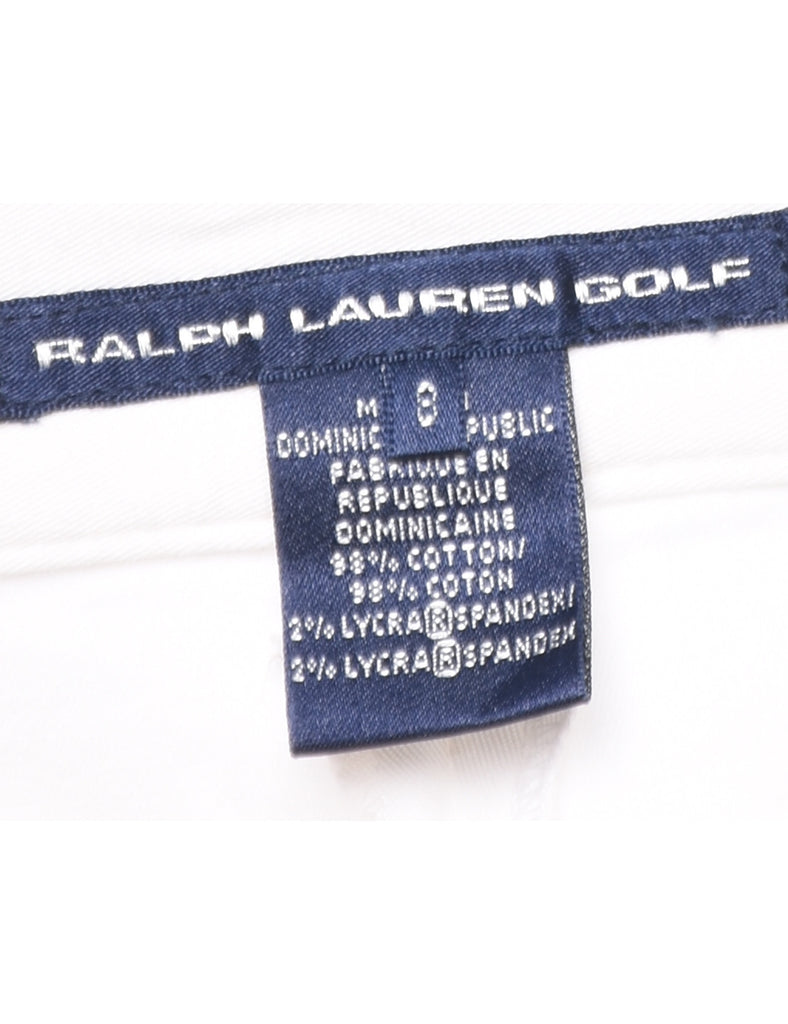 RALPH LAUREN GOLF
8
M
DOMINIC PUBLIC
FABRIQUE EN
REPUBLIQUE
DOMINICAINE
98% COTTON/
98% COTON
2% LYCRA®SPANDEX/
2% LYCRA®SPANDEX